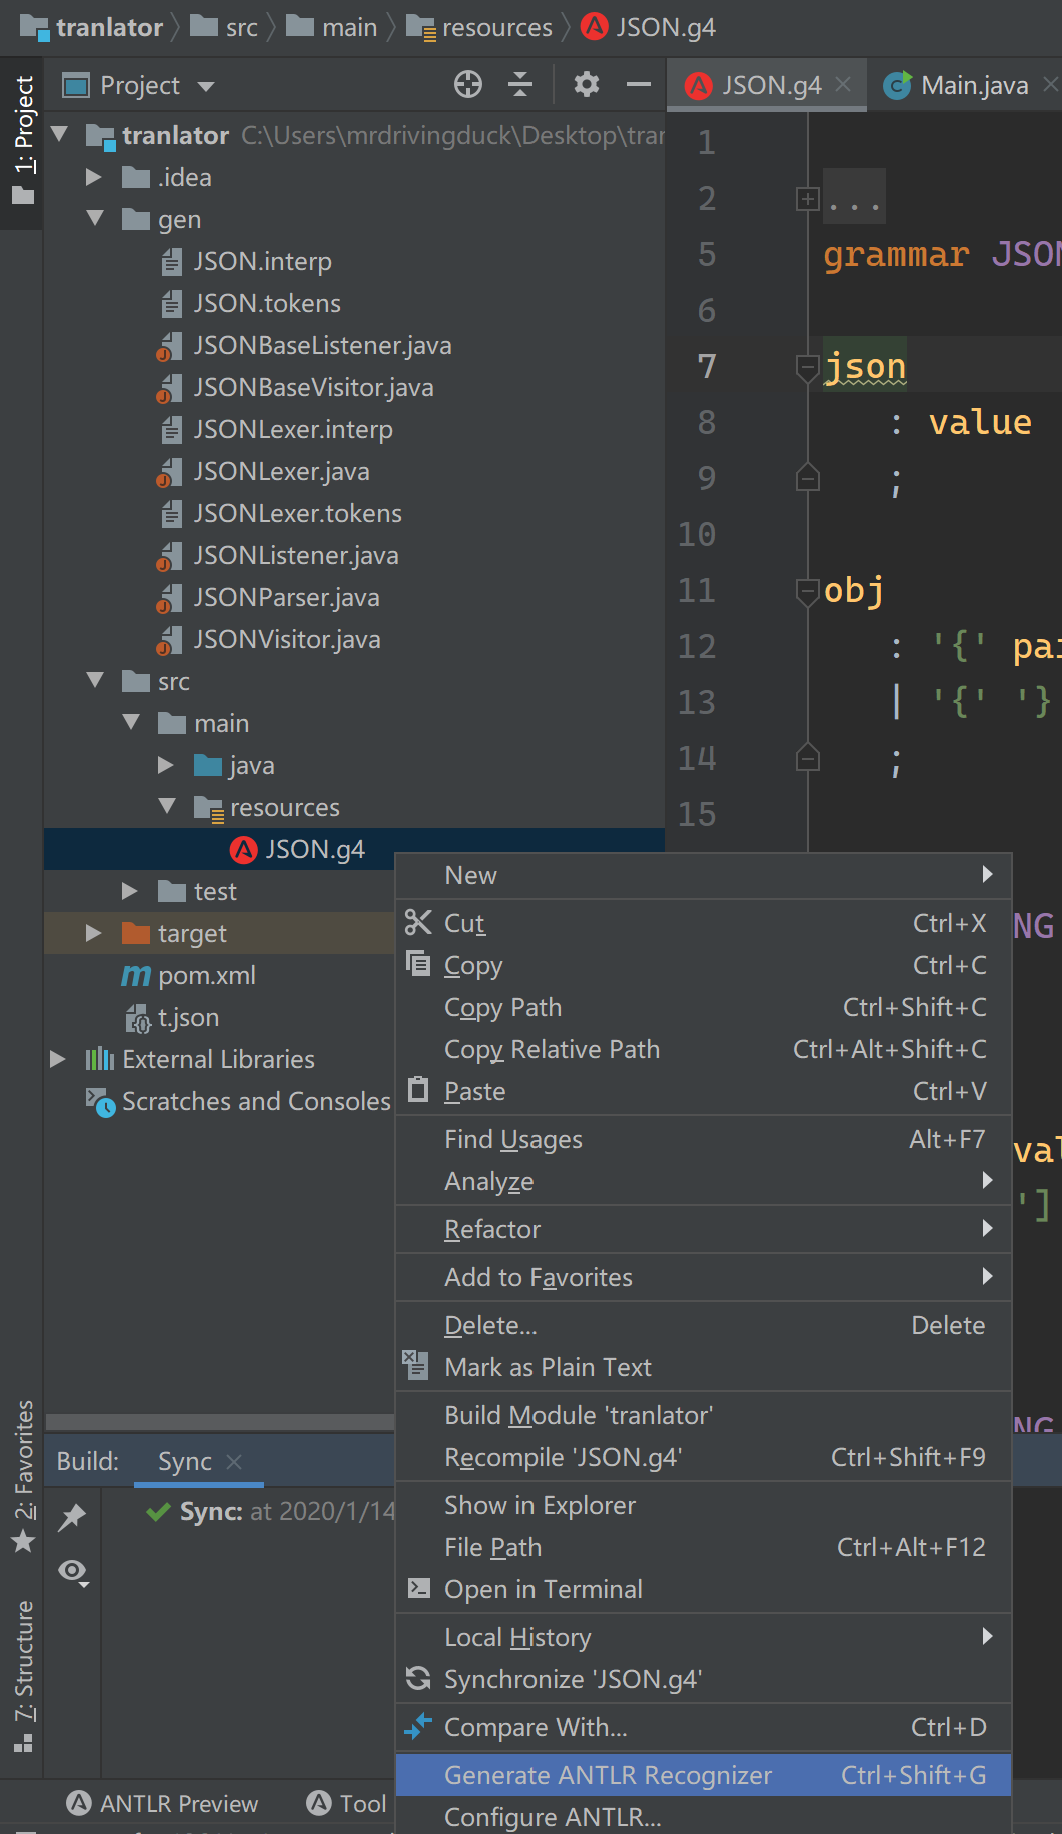 tranlator src main resources JSON.g4
1: Project
Project
JSON.g4
Main.java
tranlator C:\Users\mrdrivingduck\Desktop\tran
.idea
gen
JSON.interp
JSON.tokens
JSONBaseListener.java
JSONBaseVisitor.java
JSONLexer.interp
JSONLexer.java
JSONLexer.tokens
JSONListener.java
JSONParser.java
JSONVisitor.java
src
main
java
resources
JSON.g4
test
target
pom.xml
t.json
External Libraries
Scratches and Consoles
1
2 ...
5 grammar JSON
6
7 json
8 : value
9 ;
10
11 obj
12 : '{' pai
13 | '{' '}
14 ;
15
NG
val
']
NG
New
Cut Ctrl+X
Copy Ctrl+C
Copy Path Ctrl+Shift+C
Copy Relative Path Ctrl+Alt+Shift+C
Paste Ctrl+V
Find Usages Alt+F7
Analyze
Refactor
Add to Favorites
Delete... Delete
Mark as Plain Text
Build Module 'tranlator'
Recompile 'JSON.g4' Ctrl+Shift+F9
Show in Explorer
File Path Ctrl+Alt+F12
Open in Terminal
Local History
Synchronize 'JSON.g4'
Compare With... Ctrl+D
Generate ANTLR Recognizer Ctrl+Shift+G
Configure ANTLR...
2: Favorites
7: Structure
Build: Sync
Sync: at 2020/1/14
ANTLR Preview Tool